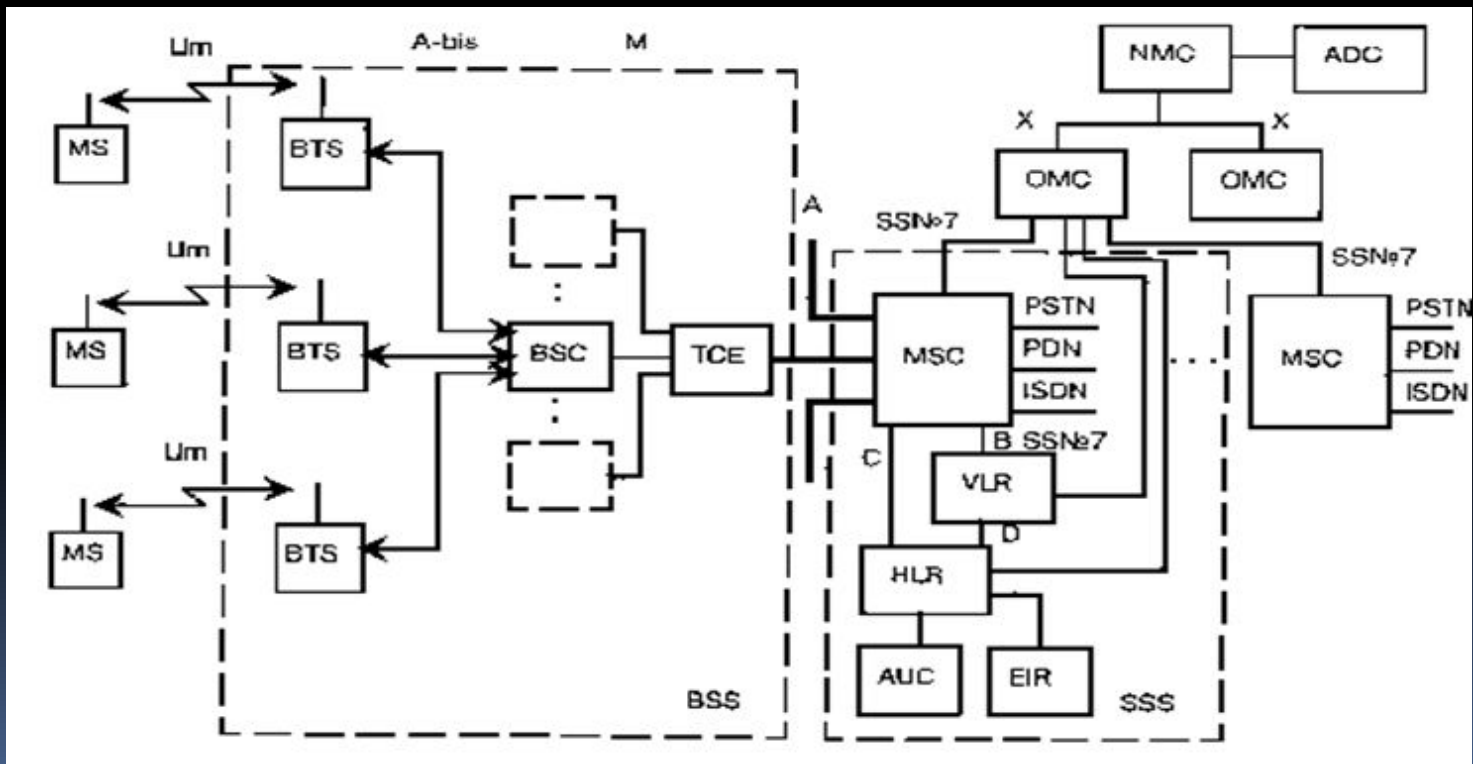 Um
A-bis
M
NMC
ADC
MS
BTS
X
X
OMC
OMC
A
SSN№7
SSN№7
Um
MS
BTS
BSC
TCE
MSC
PSTN
PDN
ISDN
MSC
PSTN
PDN
ISDN
C
B SSN№7
VLR
D
Um
MS
BTS
HLR
AUC
EIR
BSS
SSS